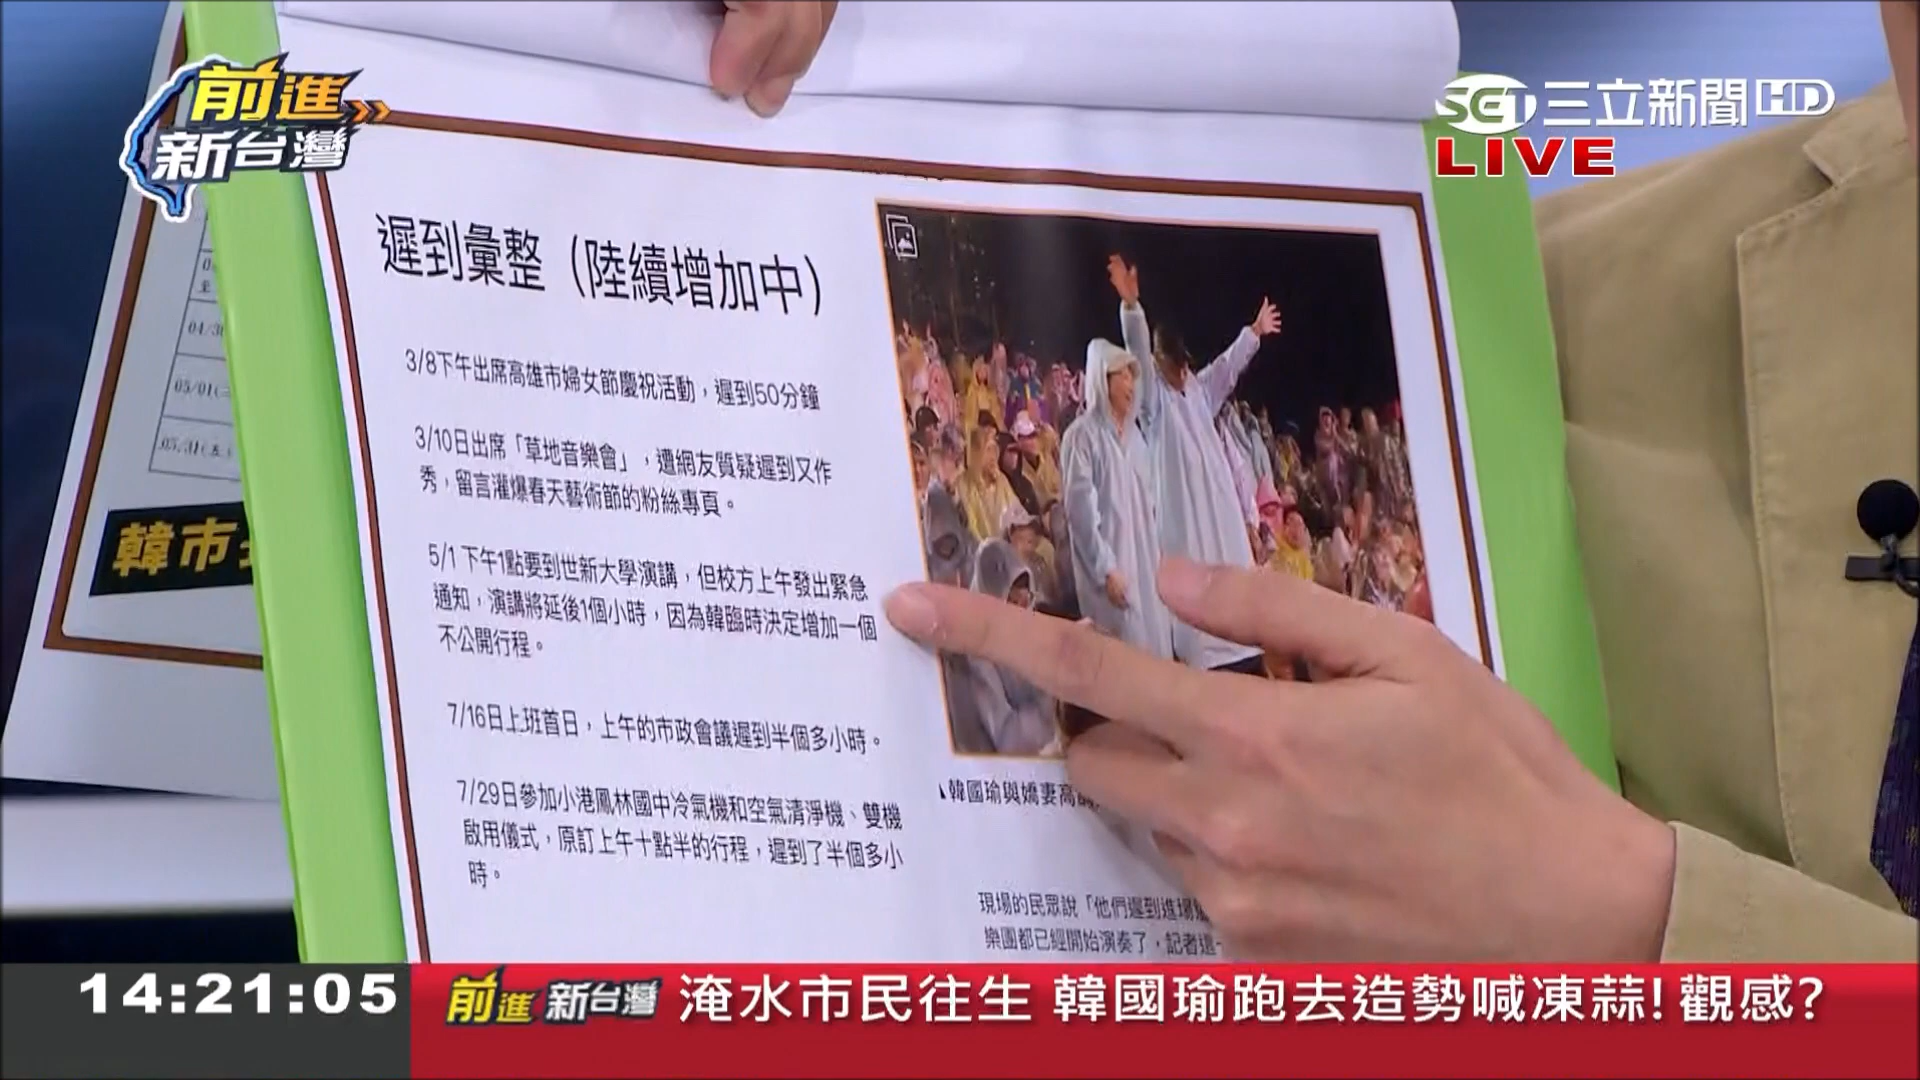 前進
新台灣
SET三立新聞HD
LIVE
遲到彙整（陸續增加中）
3/8下午出席高雄市婦女節慶祝活動，遲到50分鐘
3/10日出席「草地音樂會」，遭網友質疑遲到又作
秀，留言灌爆春天藝術節的粉絲專頁。
5/1 下午1點要到世新大學演講，但校方上午發出緊急
通知，演講將延後1個小時，因為韓臨時決定增加一個
不公開行程。
7/16日上班首日，上午的市政會議遲到半個多小時。
7/29日參加小港鳳林國中冷氣機和空氣清淨機、雙機
啟用儀式，原訂上午十點半的行程，遲到了半個多小
時。
韓國瑜與嬌妻高
現場的民眾說「他們遲到進場
樂團都已經開始演奏了，記者這
04/3
05/01(
05/31(五)
韓市
14:21:05
前進新台灣 淹水市民往生 韓國瑜跑去造勢喊凍蒜!觀感?